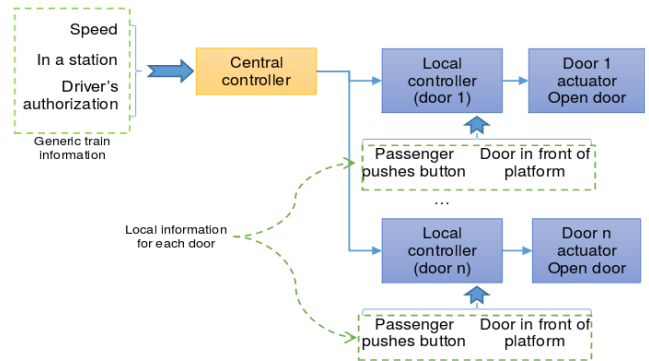 Speed
In a station
Driver's
authorization
Generic train
information
Central
controller
Local
controller
(door 1)
Door 1
actuator
Open door
Passenger
pushes button
Door in front of
platform
...
Local information
for each door
Local
controller
(door n)
Door n
actuator
Open door
Passenger
pushes button
Door in front of
platform